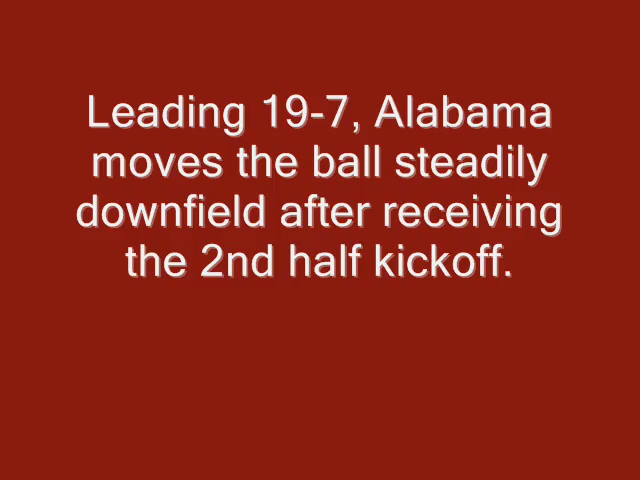 Leading 19-7, Alabama
moves the ball steadily
downfield after receiving
the 2nd half kickoff.